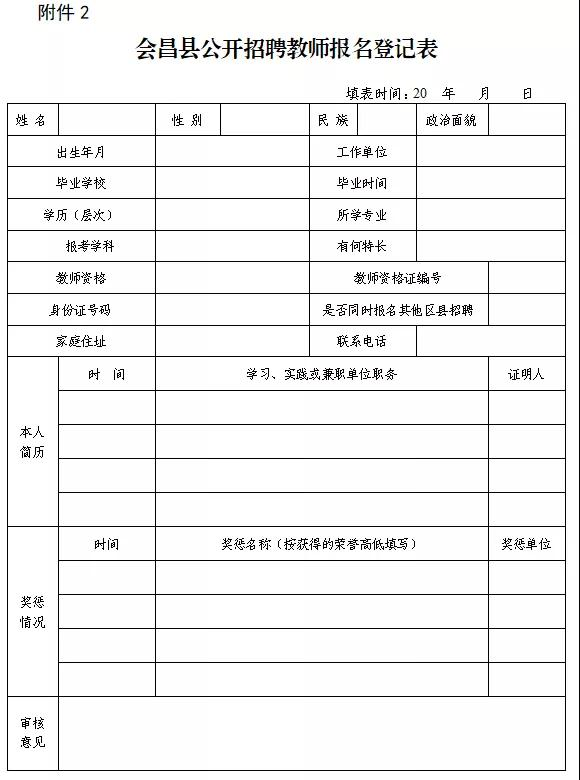 附件 2
会昌县公开招聘教师报名登记表
填表时间：20 年 月 日
姓 名 性 别 民 族 政治面貌
出生年月 工作单位
毕业学校 毕业时间
学历（层次） 所学专业
报考学科 有何特长
教师资格 教师资格证编号
身份证号码 是否同时报名其他区县招聘
家庭住址 联系电话
时 间 学习、实践或兼职单位职务 证明人
本人
简历
时间 奖惩名称（按获得的荣誉高低填写） 奖惩单位
奖惩
情况
审核
意见